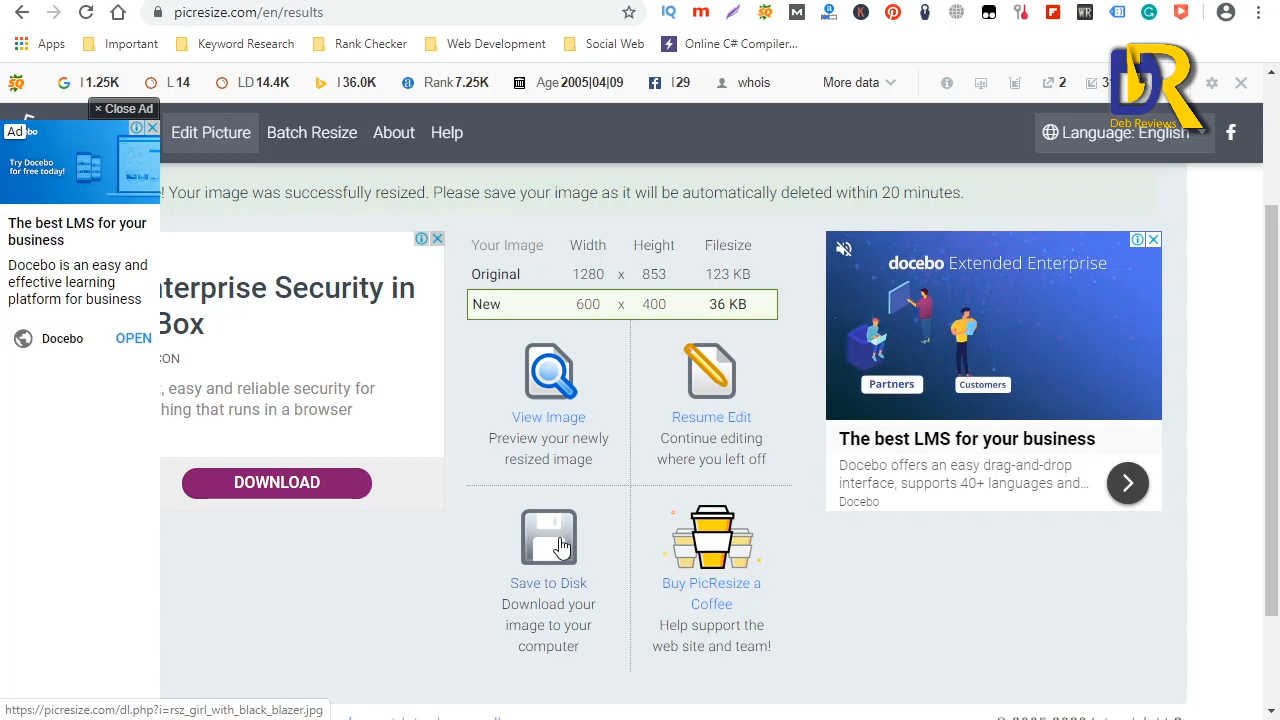 picresize.com/en/results
Apps
Important
Keyword Research
Rank Checker
Web Development
Social Web
Online C# Compiler...
I 1.25K
L 14
LD 14.4K
I 36.0K
Rank 7.23K
Age 2005|04|09
I 29
whois
More data
2
DR
Deb Reviews
× Close Ad
Edit Picture
Batch Resize
About
Help
Language: English
Ad
Try Docebo
for free today!
The best LMS for your
business
Docebo is an easy and
effective learning
platform for business
Docebo
OPEN
! Your image was successfully resized. Please save your image as it will be automatically deleted within 20 minutes.
terprise Security in
Box
CON
, easy and reliable security for
thing that runs in a browser
DOWNLOAD
Your Image Width Height Filesize
Original 1280 x 853 123 KB
New 600 x 400 36 KB
View Image
Preview your newly
resized image
Resume Edit
Continue editing
where you left off
Save to Disk
Download your
image to your
computer
Buy PicResize a
Coffee
Help support the
web site and team!
docebo Extended Enterprise
Partners
Customers
The best LMS for your business
Docebo offers an easy drag-and-drop
interface, supports 40+ languages and...
Docebo
https://picresize.com/dl.php?i=rsz_girl_with_black_blazer.jpg